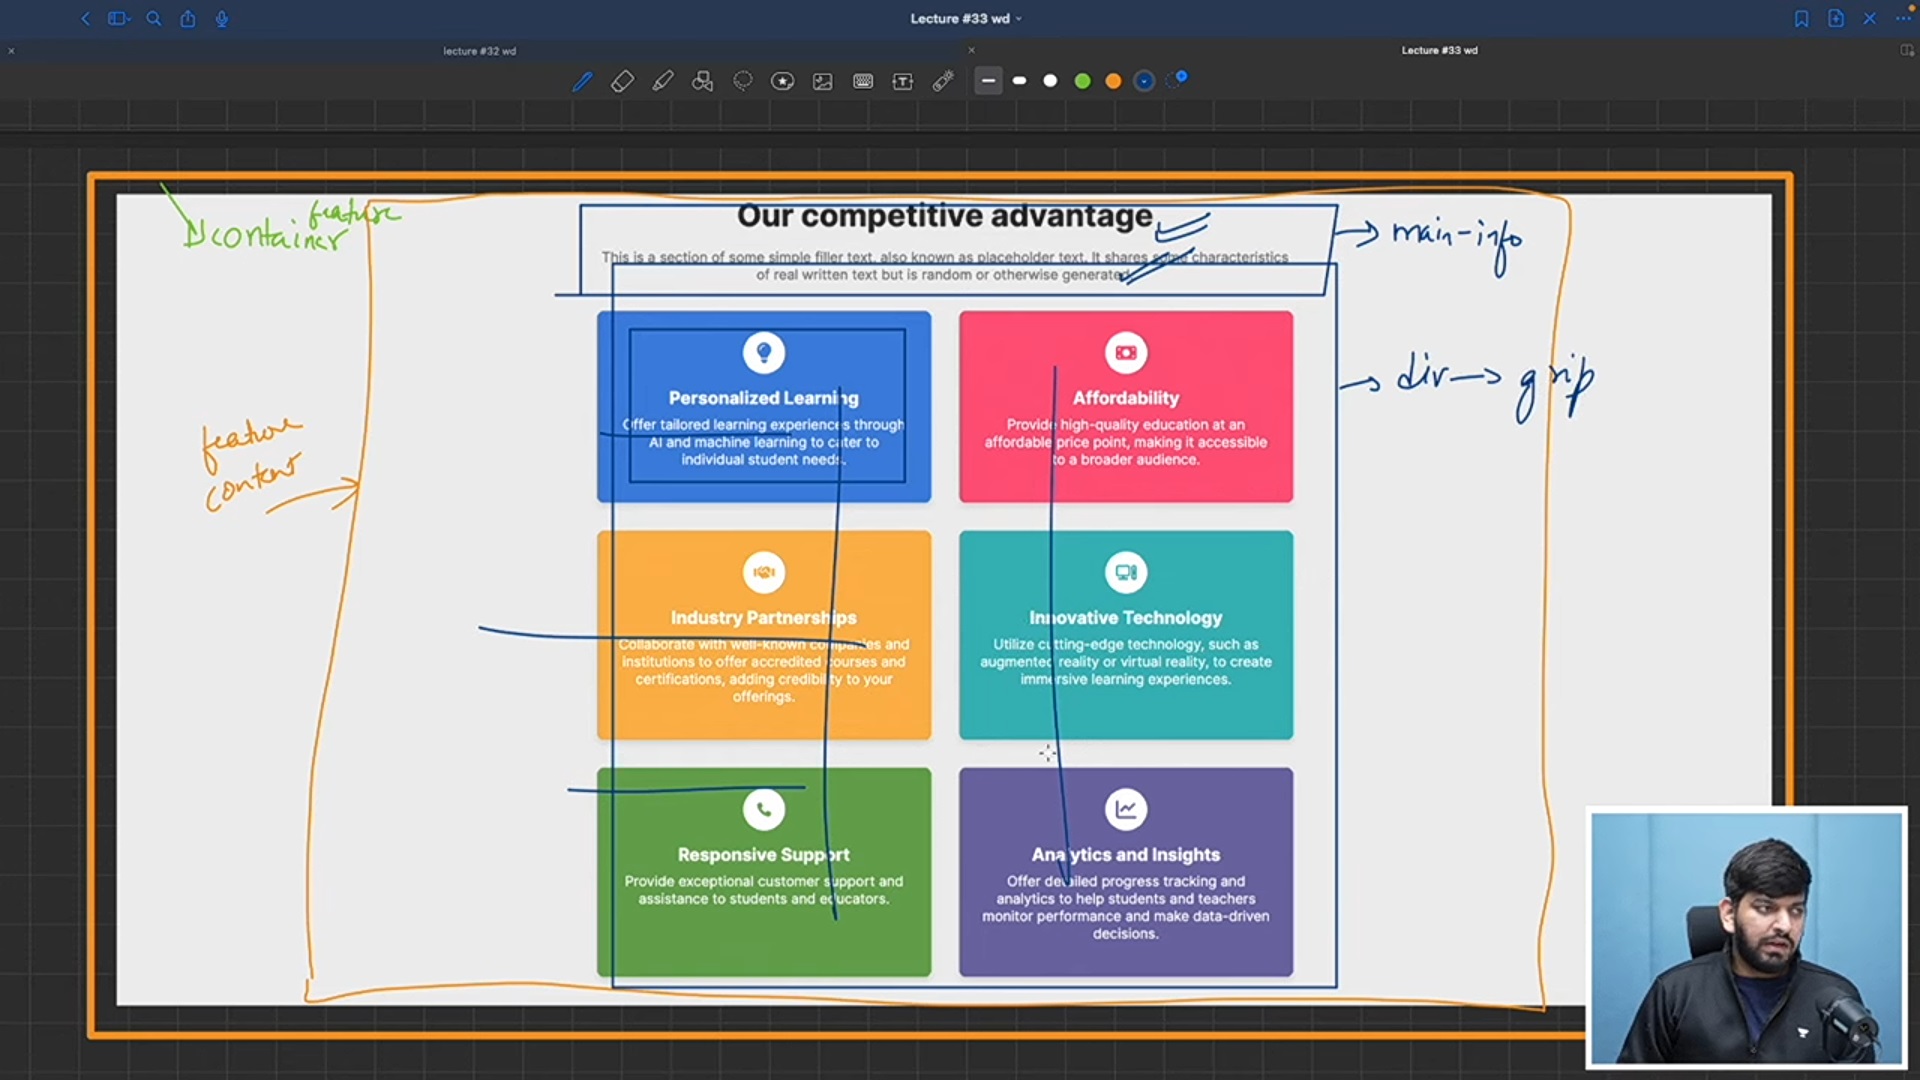 Lecture #33 wd
lecture #32 wd
Lecture #33 wd
feature
container
Our competitive advantage
main-info
This is a section of some simple filler text, also known as placeholder text. It shares some characteristics
of real written text but is random or otherwise generated
div → grip
Personalized Learning
Offer tailored learning experiences through
AI and machine learning to cater to
individual student needs.
Affordability
Provide high-quality education at an
affordable price point, making it accessible
to a broader audience.
feature
content
Industry Partnerships
Collaborate with well-known companies and
institutions to offer accredited courses and
certifications, adding credibility to your
offerings.
Innovative Technology
Utilize cutting-edge technology, such as
augmented reality or virtual reality, to create
immersive learning experiences.
Responsive Support
Provide exceptional customer support and
assistance to students and educators.
Analytics and Insights
Offer detailed progress tracking and
analytics to help students and teachers
monitor performance and make data-driven
decisions.